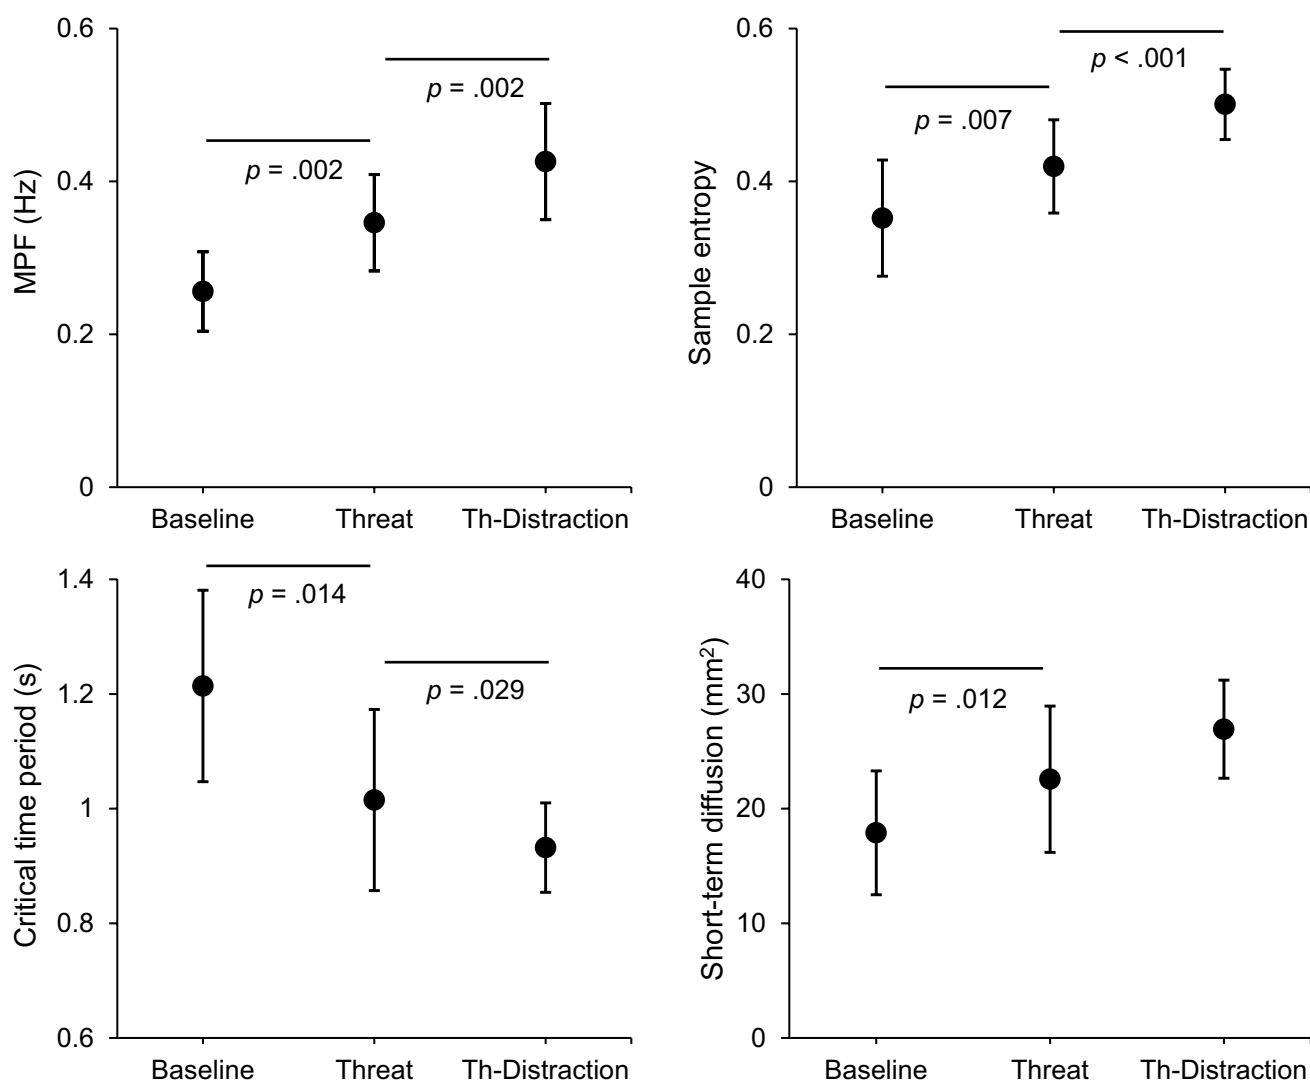 MPF (Hz)
0.6
0.4
0.2
0
p = .002
p = .002
Baseline
Threat
Th-Distraction
Sample entropy
0.6
0.4
0.2
0
p = .007
p < .001
Baseline
Threat
Th-Distraction
Critical time period (s)
1.4
1.2
1
0.8
0.6
p = .014
p = .029
Baseline
Threat
Th-Distraction
Short-term diffusion (mm²)
40
30
20
10
0
p = .012
Baseline
Threat
Th-Distraction